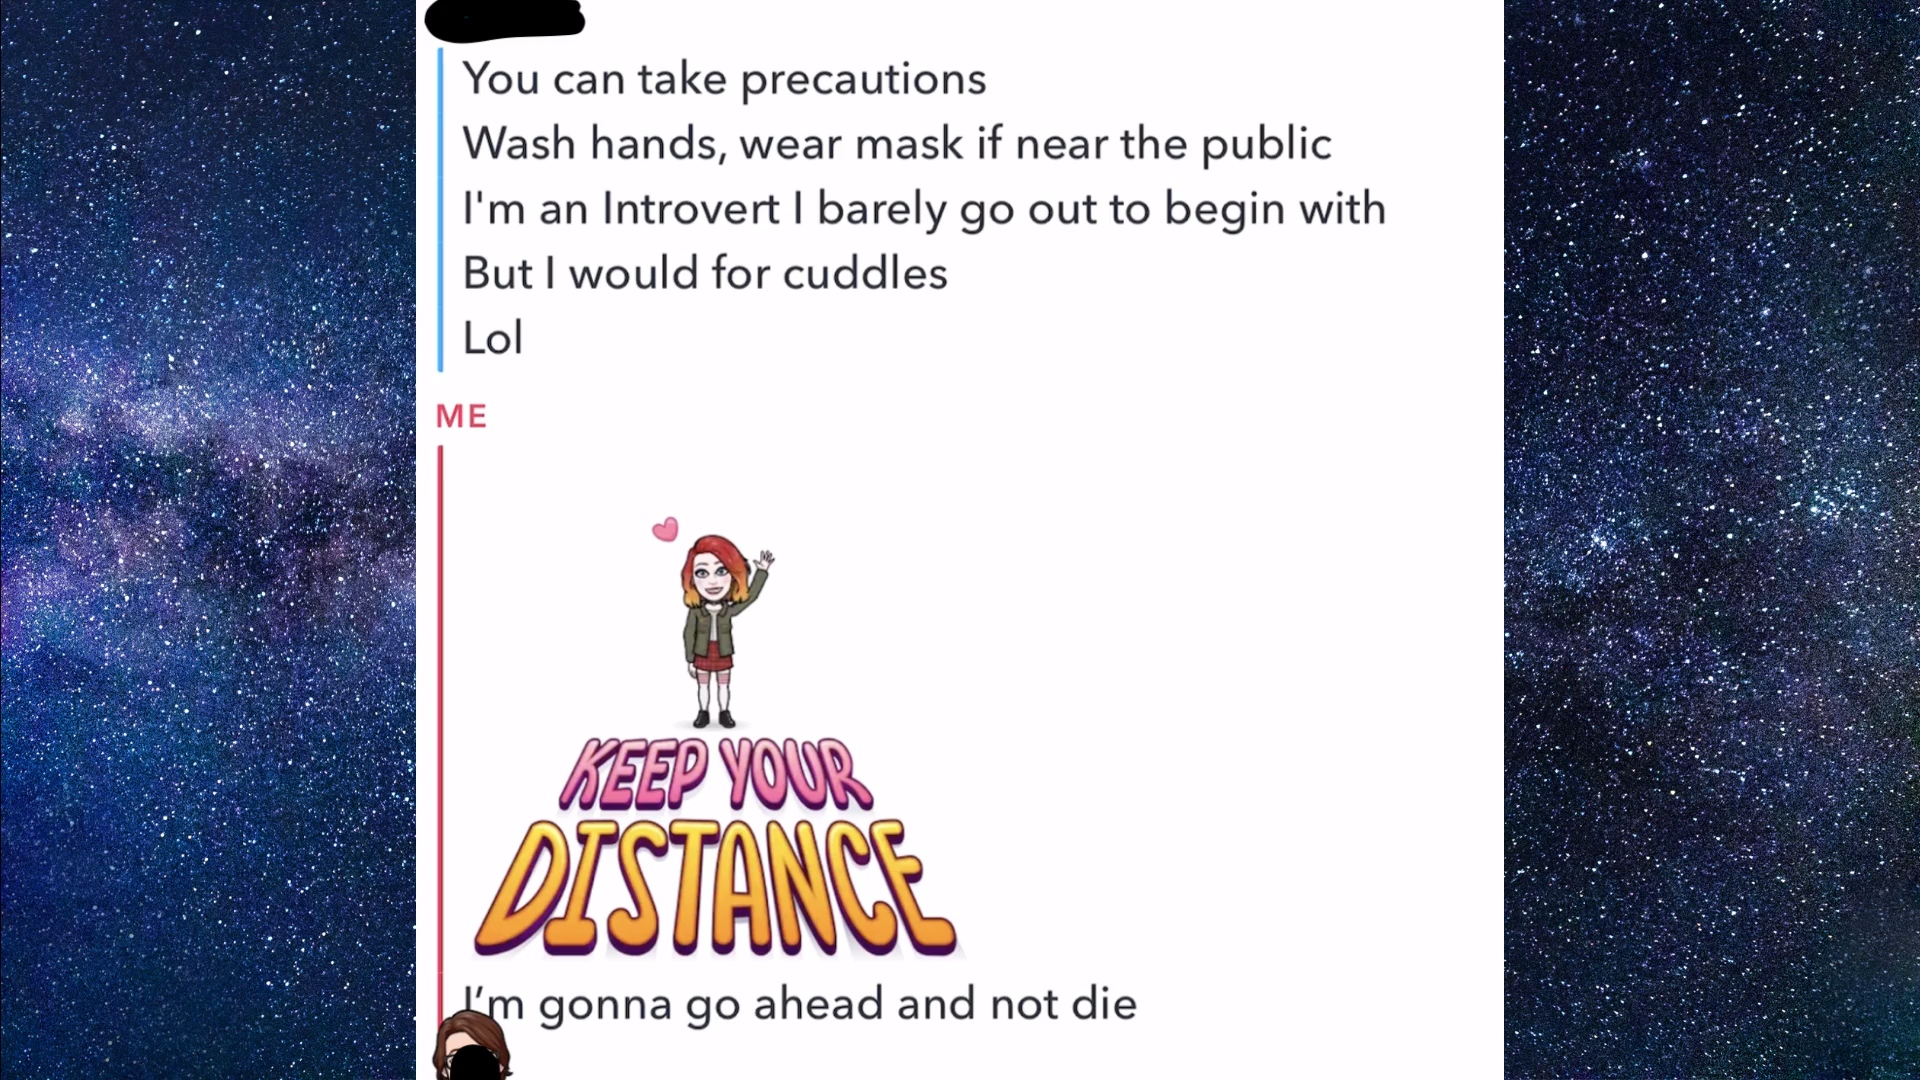 You can take precautions
Wash hands, wear mask if near the public
I'm an Introvert I barely go out to begin with
But I would for cuddles
Lol
ME
KEEP YOUR
DISTANCE
I’m gonna go ahead and not die